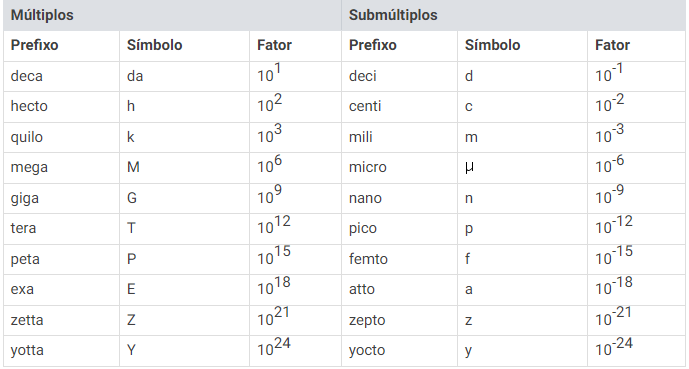 Múltiplos Submúltiplos
Prefixo Símbolo Fator Prefixo Símbolo Fator
deca da 10^1 deci d 10^-1
hecto h 10^2 centi c 10^-2
quilo k 10^3 mili m 10^-3
mega M 10^6 micro μ 10^-6
giga G 10^9 nano n 10^-9
tera T 10^12 pico p 10^-12
peta P 10^15 femto f 10^-15
exa E 10^18 atto a 10^-18
zetta Z 10^21 zepto z 10^-21
yotta Y 10^24 yocto y 10^-24